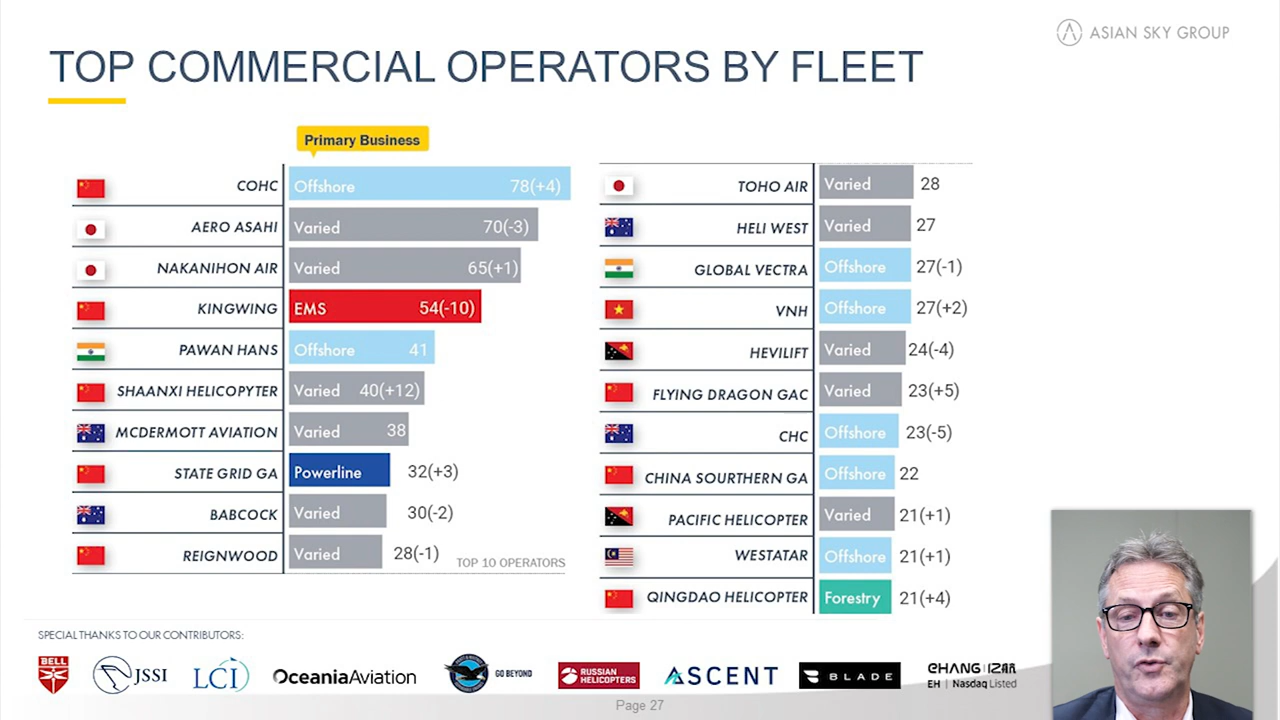 ASIAN SKY GROUP
TOP COMMERCIAL OPERATORS BY FLEET
Primary Business
COHC Offshore 78(+4)
AERO ASAHI Varied 70(-3)
NAKANIHON AIR Varied 65(+1)
KINGWING EMS 54(-10)
PAWAN HANS Offshore 41
SHAANXI HELICOPYTER Varied 40(+12)
MCDERMOTT AVIATION Varied 38
STATE GRID GA Powerline 32(+3)
BABCOCK Varied 30(-2)
REIGNWOOD Varied 28(-1)
TOP 10 OPERATORS
TOHO AIR Varied 28
HELI WEST Varied 27
GLOBAL VECTRA Offshore 27(-1)
VNH Offshore 27(+2)
HEVILIFT Varied 24(-4)
FLYING DRAGON GAC Varied 23(+5)
CHC Offshore 23(-5)
CHINA SOURTHERN GA Offshore 22
PACIFIC HELICOPTER Varied 21(+1)
WESTATAR Offshore 21(+1)
QINGDAO HELICOPTER Forestry 21(+4)
SPECIAL THANKS TO OUR CONTRIBUTORS:
BELL
JSSI
LCI
OceaniaAviation
GO BEYOND
RUSSIAN
HELICOPTERS
ASCENT
BLADE
EHANG 亿航
EH | Nasdaq Listed
Page 27